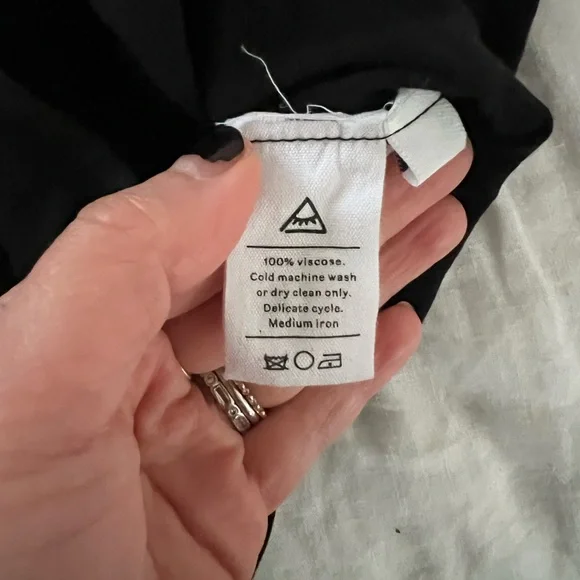 100% viscose.
Cold machine wash
or dry clean only.
Delicate cycle.
Medium iron